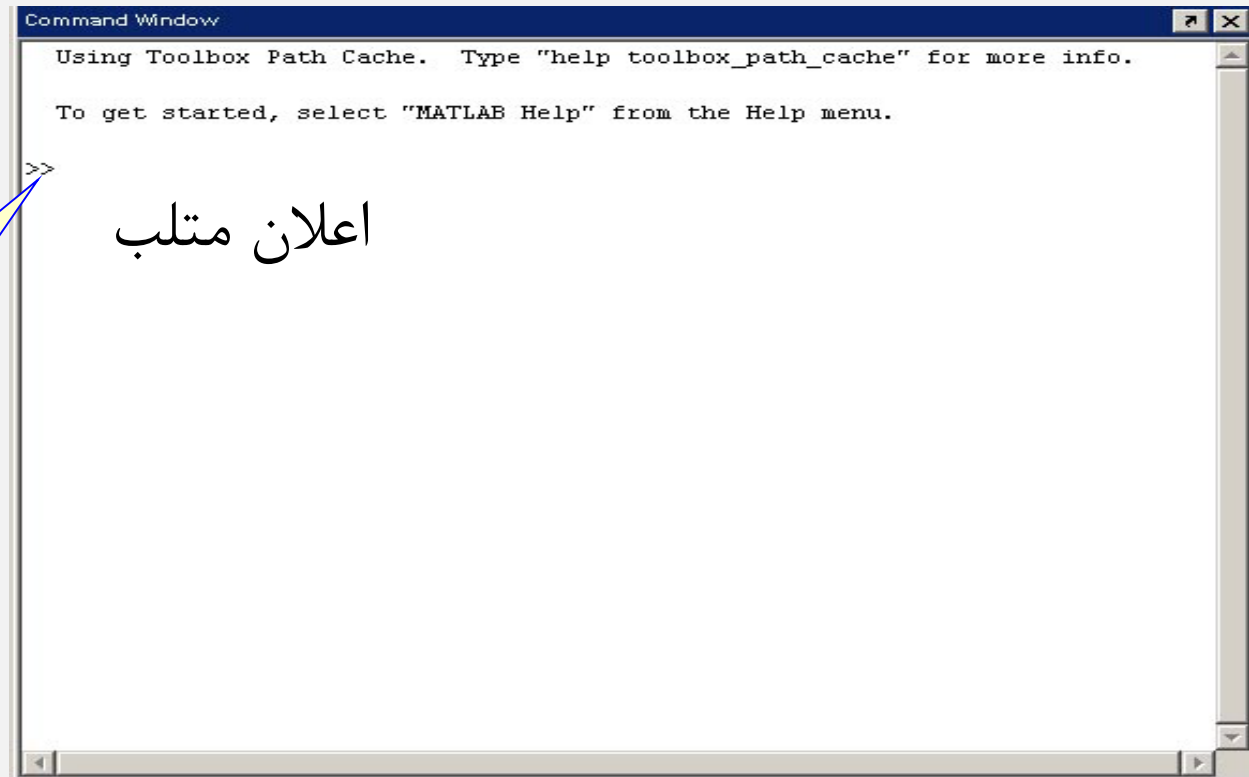 Command Window
Using Toolbox Path Cache.  Type "help toolbox_path_cache" for more info.
To get started, select "MATLAB Help" from the Help menu.
>>
اعلان متلب